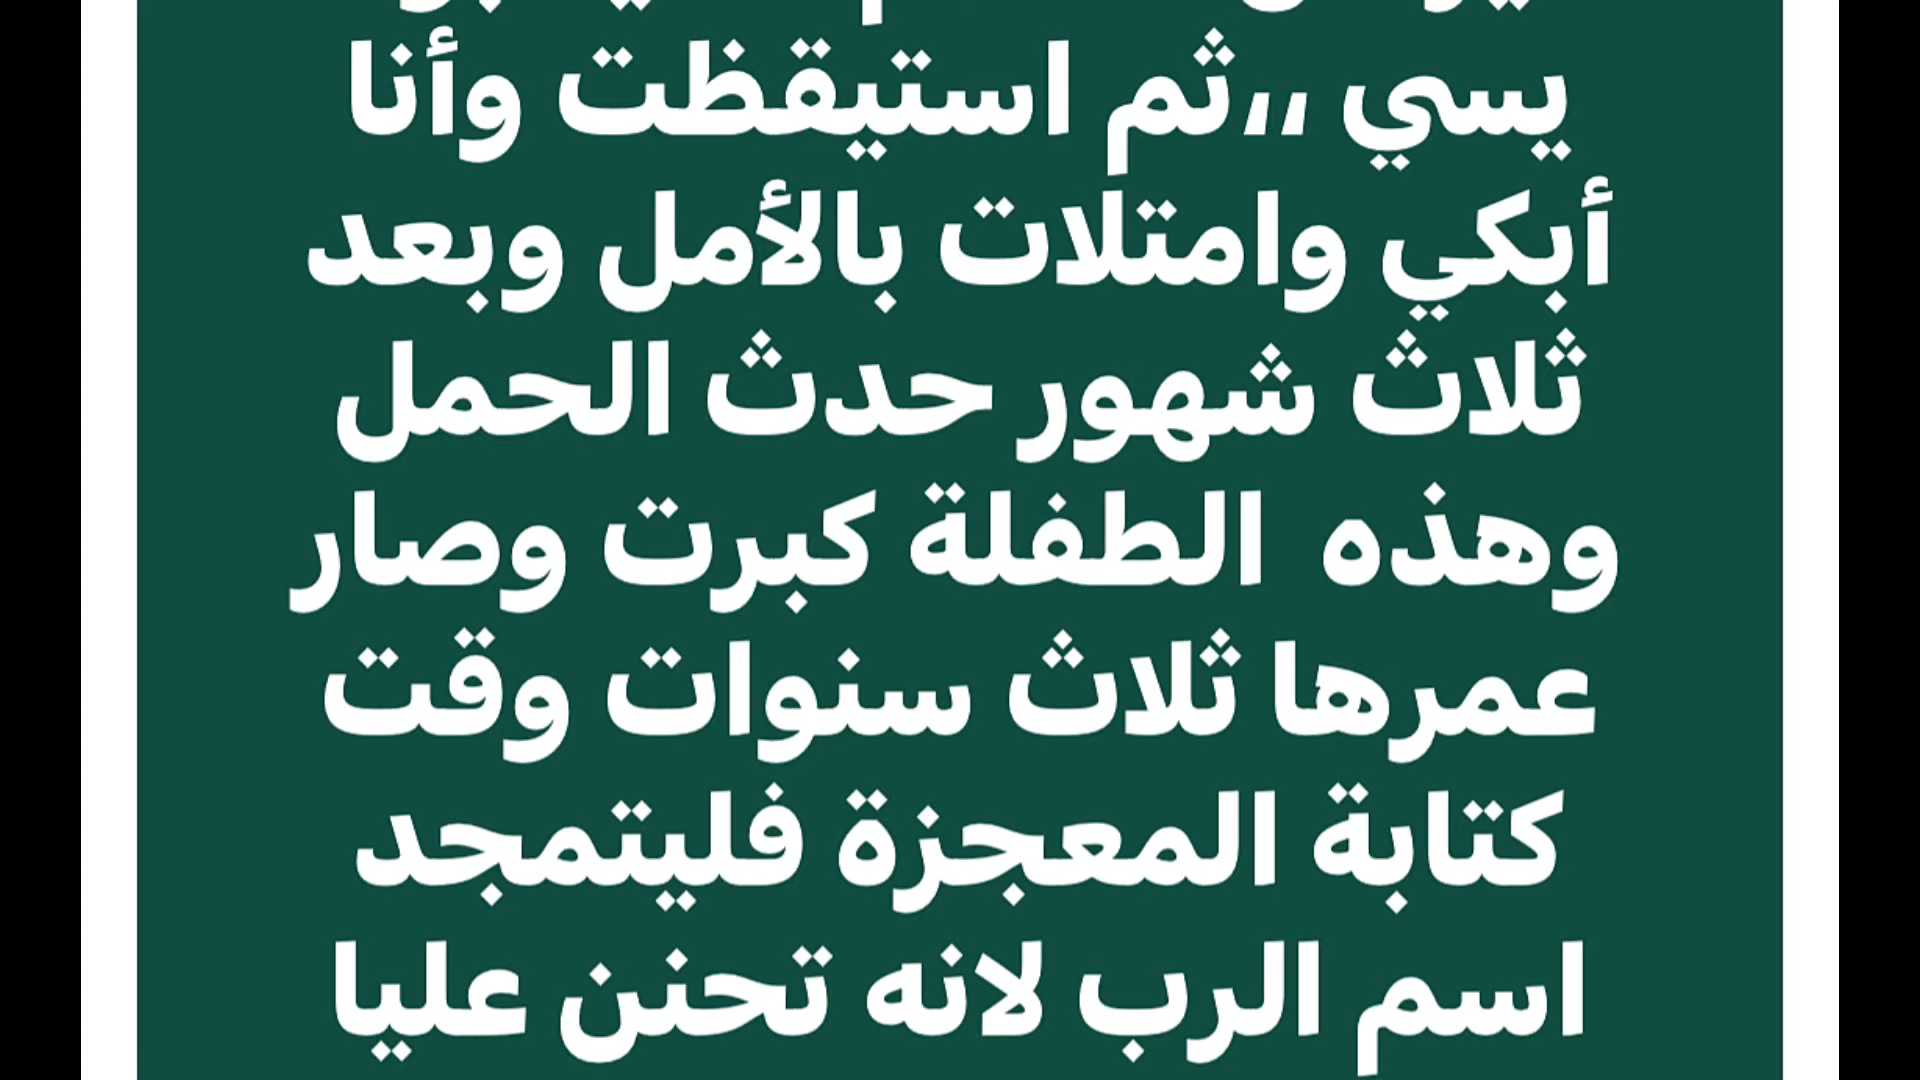 يسي ,,ثم استيقظت وأنا
أبكي وامتلات بالأمل وبعد
ثلاث شهور حدث الحمل
وهذه الطفلة كبرت وصار
عمرها ثلاث سنوات وقت
كتابة المعجزة فليتمجد
اسم الرب لانه تحنن عليا